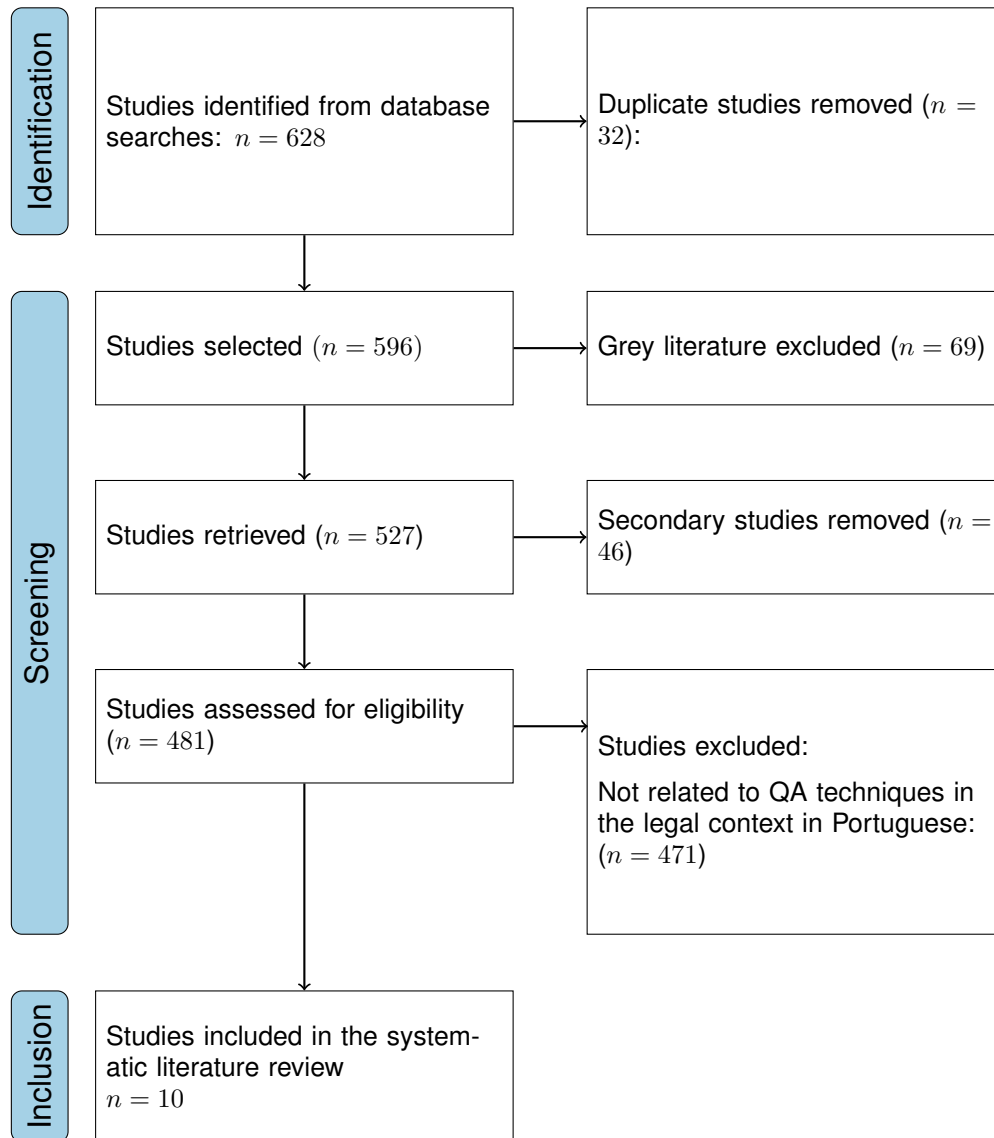 Identification
Studies identified from database
searches: n = 628
Duplicate studies removed (n =
32):
Screening
Studies selected (n = 596)
Grey literature excluded (n = 69)
Studies retrieved (n = 527)
Secondary studies removed (n =
46)
Studies assessed for eligibility
(n = 481)
Studies excluded:
Not related to QA techniques in
the legal context in Portuguese:
(n = 471)
Inclusion
Studies included in the system-
atic literature review
n = 10